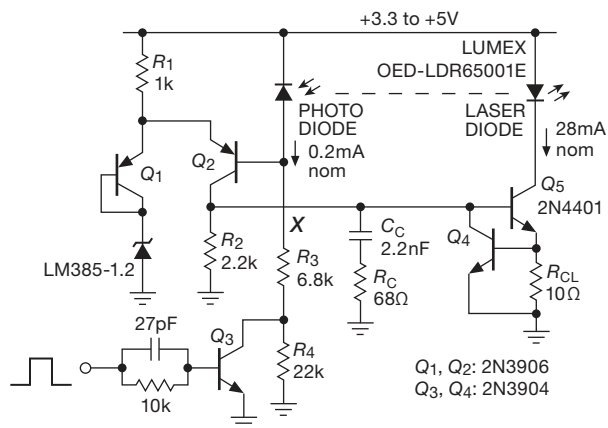 +3.3 to +5V
LUMEX
OED-LDR65001E
R1
1k
PHOTO
DIODE
LASER
DIODE
0.2mA
nom
28mA
nom
Q1
Q2
Q5
2N4401
X
LM385-1.2
R2
2.2k
R3
6.8k
CC
2.2nF
RC
68Ω
Q4
RCL
10Ω
27pF
10k
Q3
R4
22k
Q1, Q2: 2N3906
Q3, Q4: 2N3904